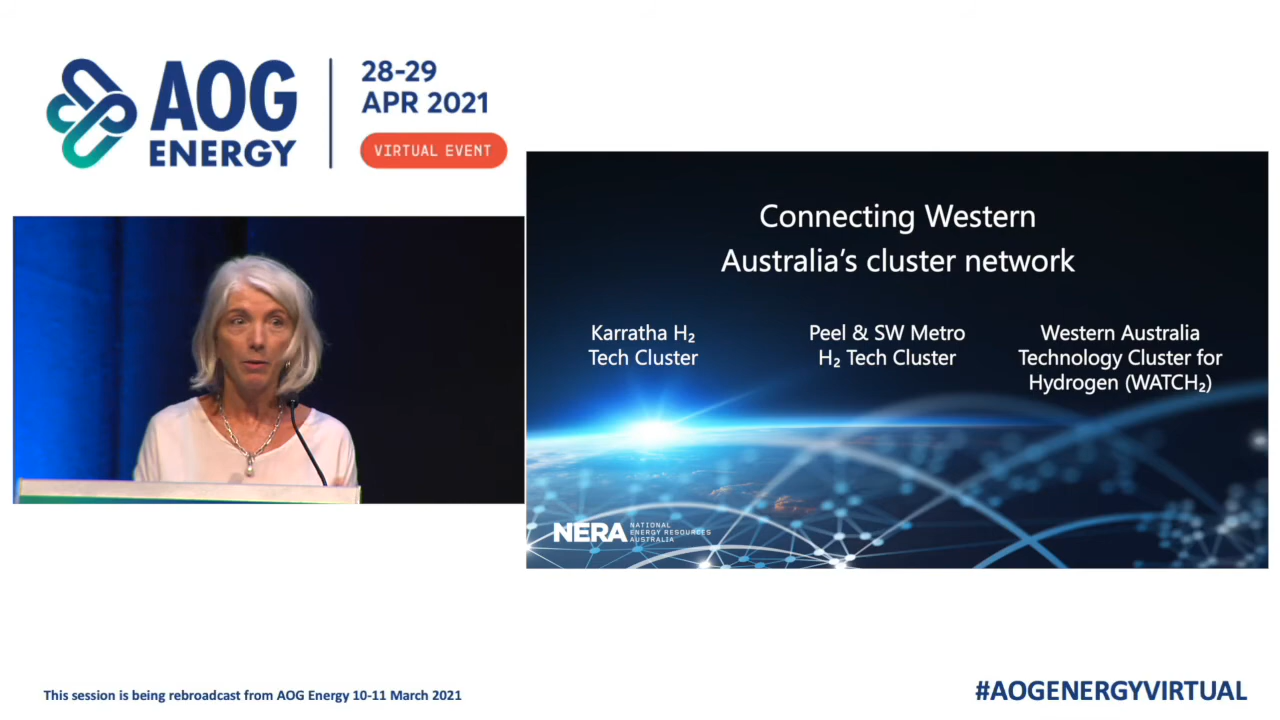 AOG
ENERGY
28-29
APR 2021
VIRTUAL EVENT
Connecting Western
Australia's cluster network
Karratha H₂
Tech Cluster
Peel & SW Metro
H₂ Tech Cluster
Western Australia
Technology Cluster for
Hydrogen (WATCH₂)
NERA
NATIONAL
ENERGY RESOURCES
AUSTRALIA
This session is being rebroadcast from AOG Energy 10-11 March 2021
#AOGENERGYVIRTUAL